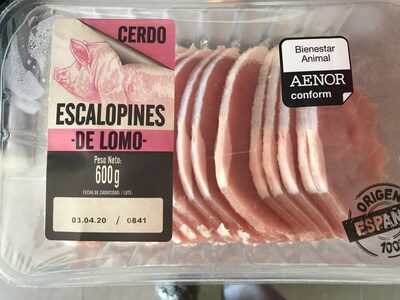 CERDO
ESCALOPINES
-DE LOMO-
Peso Neto:
600g
FECHA DE CADUCIDAD / LOTE:
03.04.20 / 0841
Bienestar
Animal
AENOR
conform
ORIGEN
100%